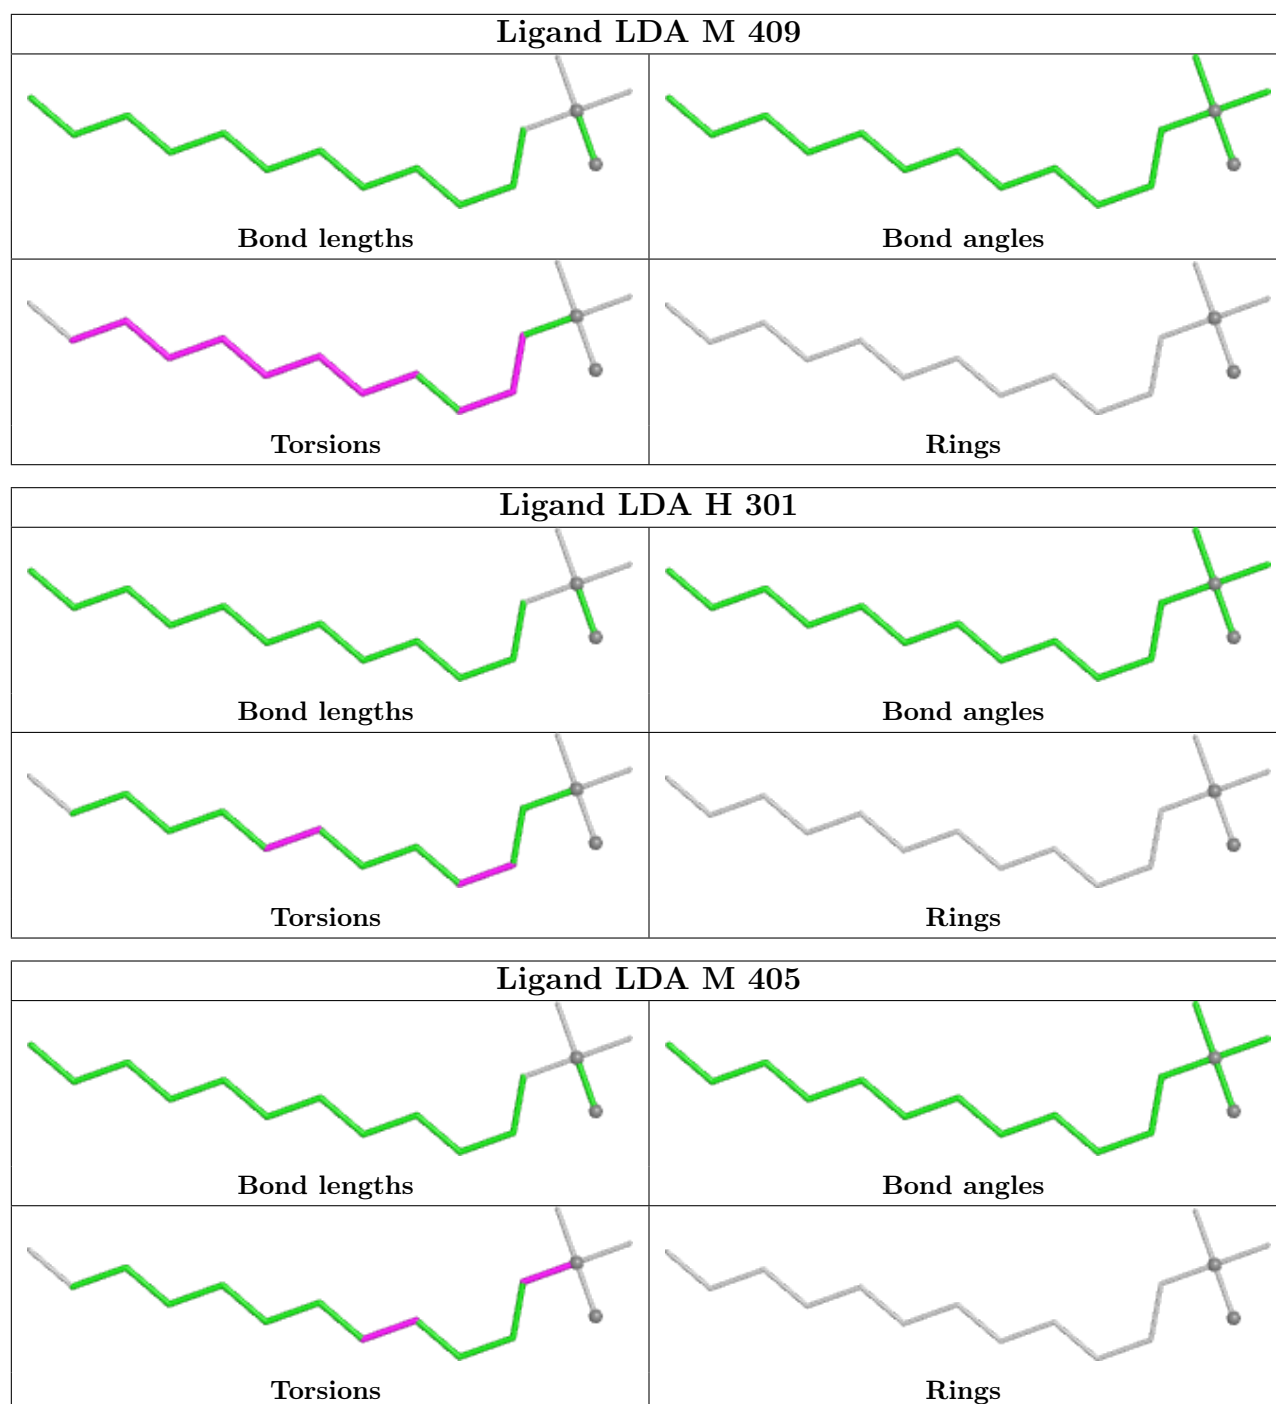 Ligand LDA M 409
Bond lengths
Bond angles
Torsions
Rings
Ligand LDA H 301
Bond lengths
Bond angles
Torsions
Rings
Ligand LDA M 405
Bond lengths
Bond angles
Torsions
Rings